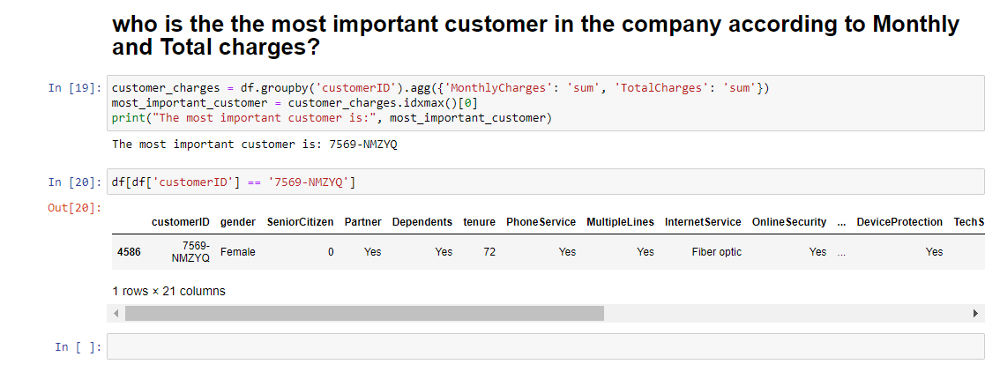 who is the the most important customer in the company according to Monthly
and Total charges?
In [19]: customer_charges = df.groupby('customerID').agg({'MonthlyCharges': 'sum', 'TotalCharges': 'sum'})
most_important_customer = customer_charges.idxmax()[0]
print("The most important customer is:", most_important_customer)
The most important customer is: 7569-NMZYQ
In [20]: df[df['customerID'] == '7569-NMZYQ']
Out[20]:
customerID gender SeniorCitizen Partner Dependents tenure PhoneService MultipleLines InternetService OnlineSecurity ... DeviceProtection TechS
4586 7569-NMZYQ Female 0 Yes Yes 72 Yes Yes Fiber optic Yes ... Yes
1 rows × 21 columns
In [ ]: